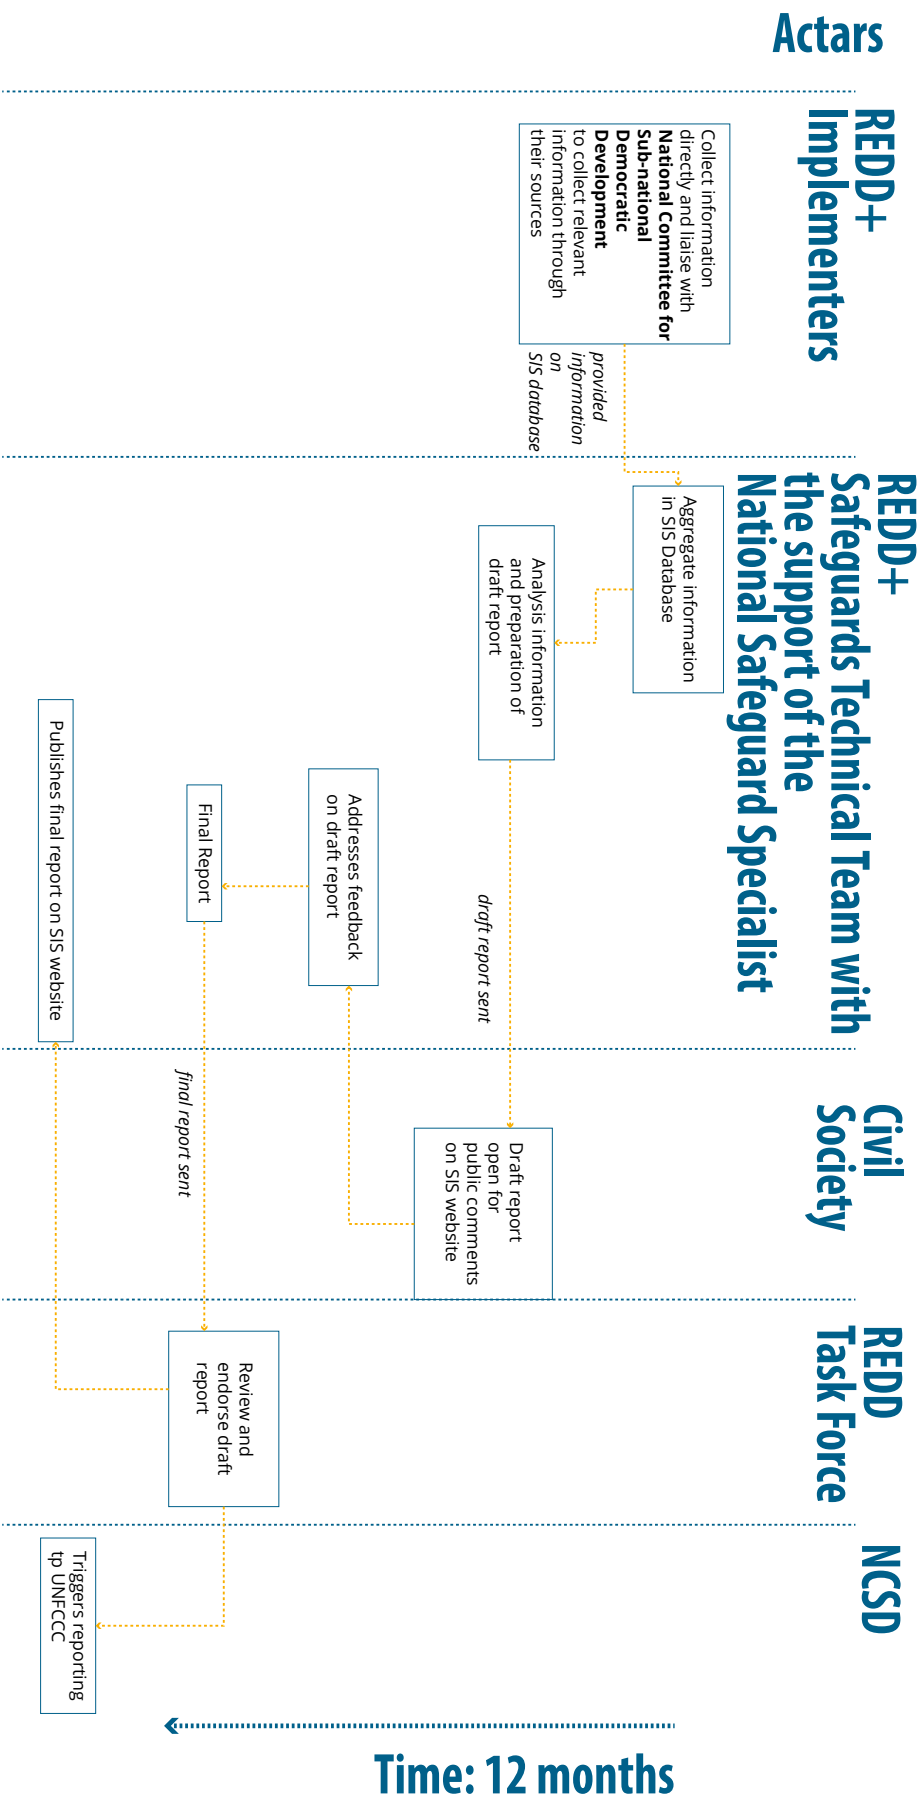 Actars
REDD+
Implementers
REDD+
Safeguards Technical Team with
the support of the
National Safeguard Specialist
Civil
Society
REDD
Task Force
NCSD
Collect information
directly and liaise with
National Committee for
Sub-national
Democratic
Development
to collect relevant
information through
their sources
provided
information
on
SIS database
Aggregate information
in SIS Database
Analysis information
and preparation of
draft report
draft report sent
Draft report
open for
public comments
on SIS website
Addresses feedback
on draft report
Final Report
final report sent
Review and
endorse draft
report
Publishes final report on SIS website
Triggers reporting
tp UNFCCC
Time: 12 months